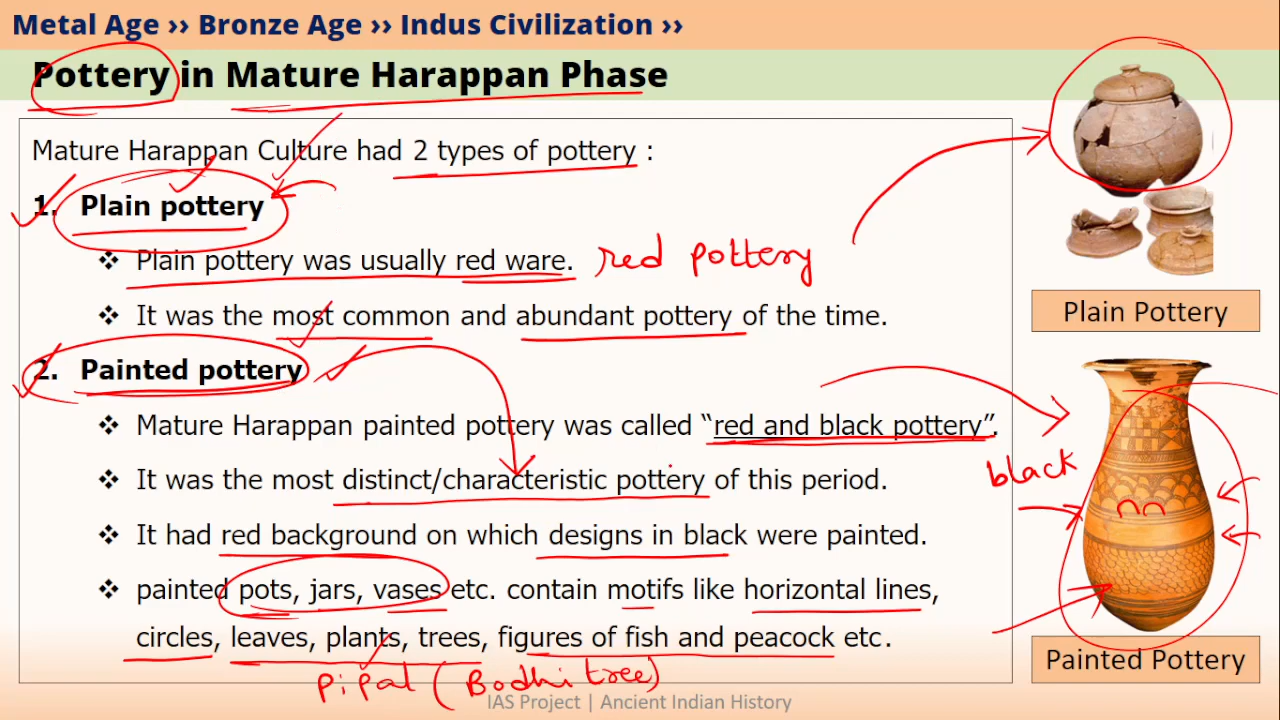 Metal Age ›› Bronze Age ›› Indus Civilization ››
Pottery in Mature Harappan Phase
Mature Harappan Culture had 2 types of pottery :
1. Plain pottery
❖ Plain pottery was usually red ware. red pottery
❖ It was the most common and abundant pottery of the time.
2. Painted pottery
❖ Mature Harappan painted pottery was called “red and black pottery”.
❖ It was the most distinct/characteristic pottery of this period.
❖ It had red background on which designs in black were painted.
❖ painted pots, jars, vases etc. contain motifs like horizontal lines,
circles, leaves, plants, trees, figures of fish and peacock etc.
pipal (Bodhi tree)
Plain Pottery
black
Painted Pottery
IAS Project | Ancient Indian History